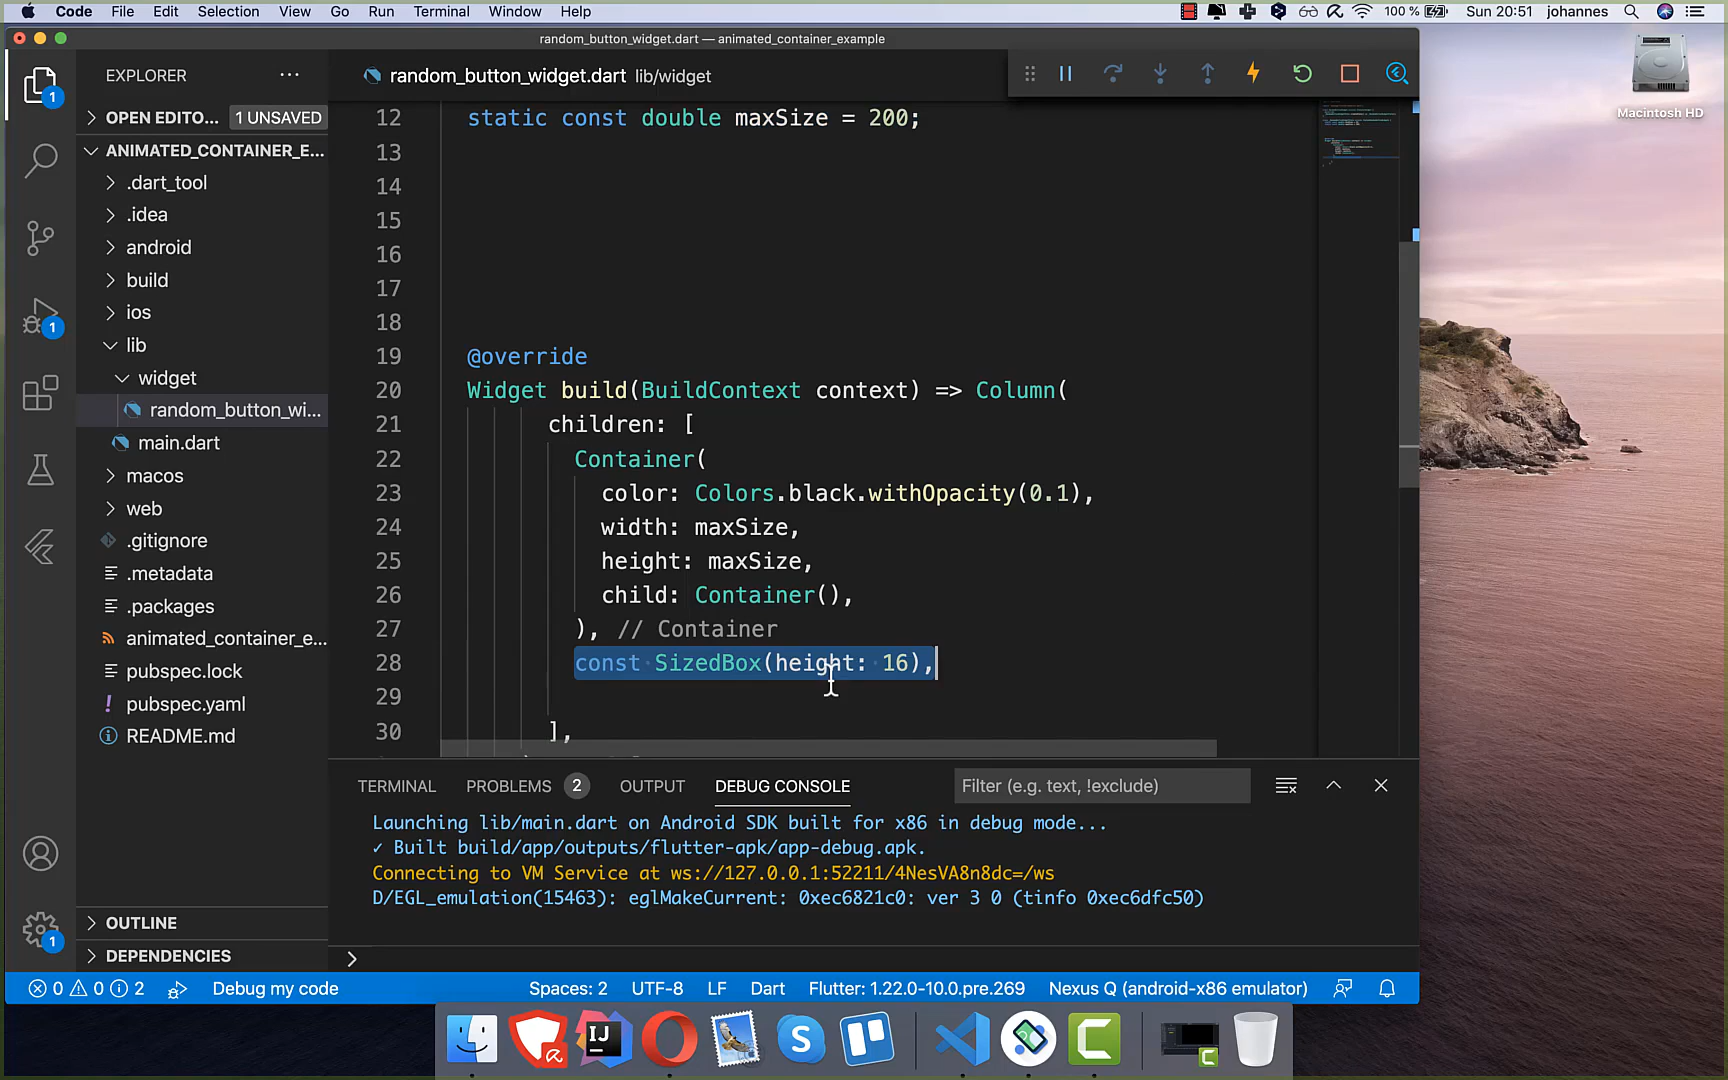 Code File Edit Selection View Go Run Terminal Window Help 100 % Sun 20:51 johannes
random_button_widget.dart — animated_container_example
Macintosh HD
EXPLORER
random_button_widget.dart lib/widget
1
OPEN EDITO... 1 UNSAVED
ANIMATED_CONTAINER_E...
.dart_tool
.idea
android
build
ios
lib
widget
random_button_wi...
main.dart
macos
web
.gitignore
.metadata
.packages
animated_container_e...
pubspec.lock
pubspec.yaml
README.md
1
OUTLINE
DEPENDENCIES
1
12 static const double maxSize = 200;
13
14
15
16
17
18
19 @override
20 Widget build(BuildContext context) => Column(
21 children: [
22 Container(
23 color: Colors.black.withOpacity(0.1),
24 width: maxSize,
25 height: maxSize,
26 child: Container(),
27 ), // Container
28 const SizedBox(height: 16),
29
30 ],
TERMINAL PROBLEMS 2 OUTPUT DEBUG CONSOLE Filter (e.g. text, !exclude)
Launching lib/main.dart on Android SDK built for x86 in debug mode...
✓ Built build/app/outputs/flutter-apk/app-debug.apk.
Connecting to VM Service at ws://127.0.0.1:52211/4NesVA8n8dc=/ws
D/EGL_emulation(15463): eglMakeCurrent: 0xec6821c0: ver 3 0 (tinfo 0xec6dfc50)
0 0 2 Debug my code Spaces: 2 UTF-8 LF Dart Flutter: 1.22.0-10.0.pre.269 Nexus Q (android-x86 emulator)
IJ